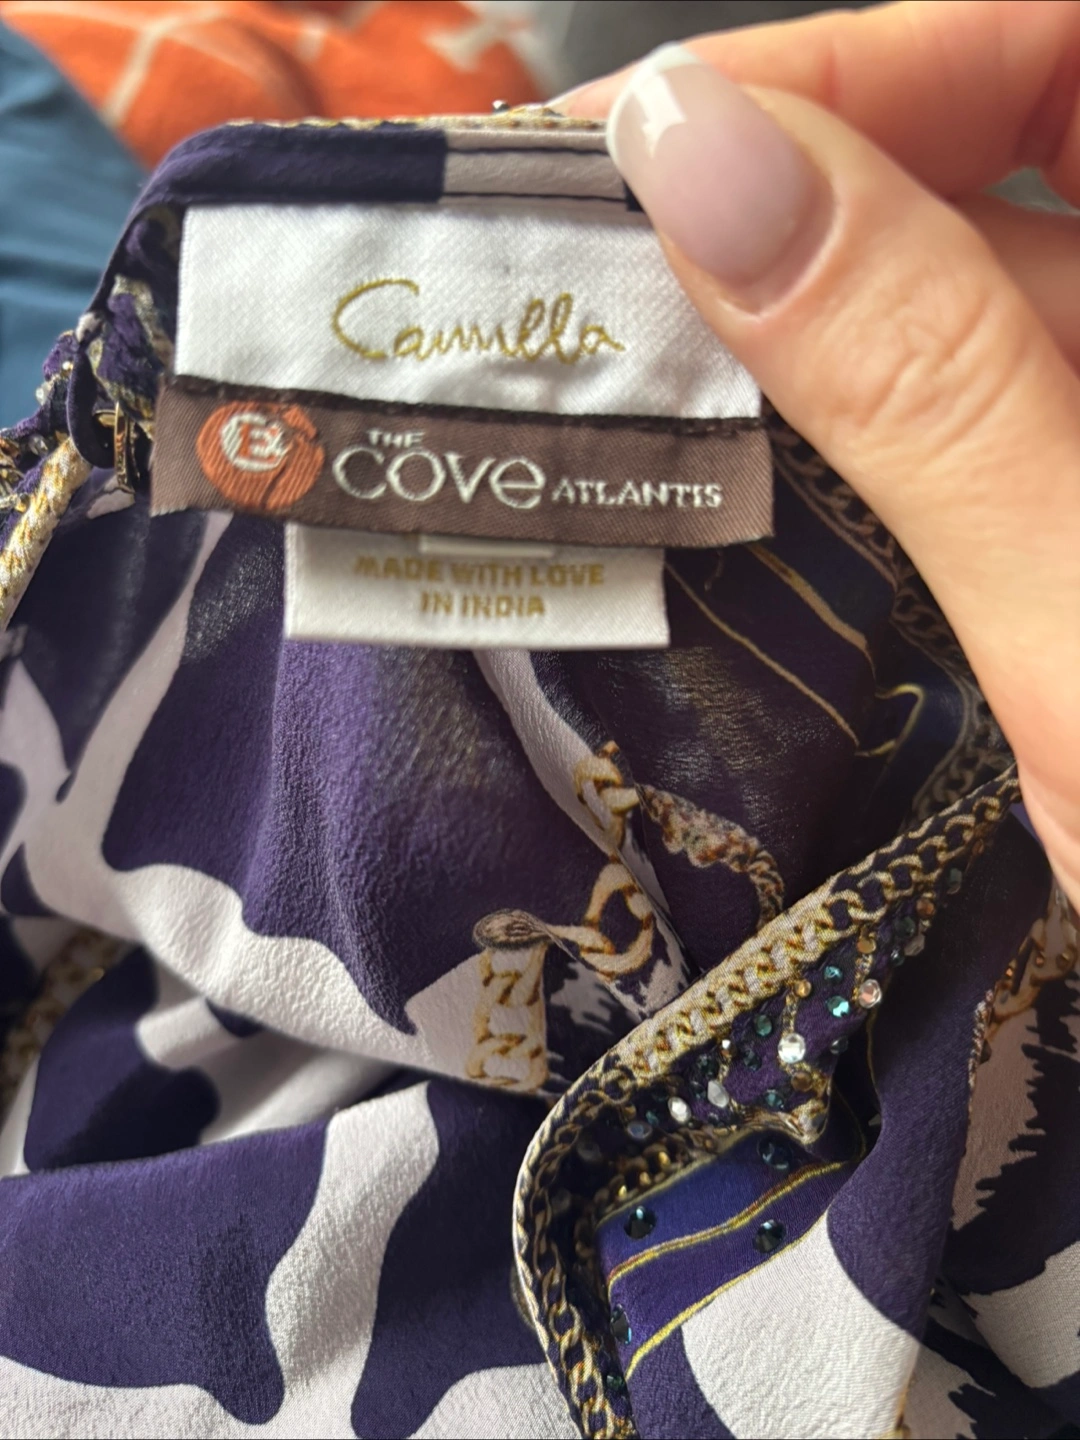 Camilla
THE
COVE ATLANTIS
MADE WITH LOVE
IN INDIA